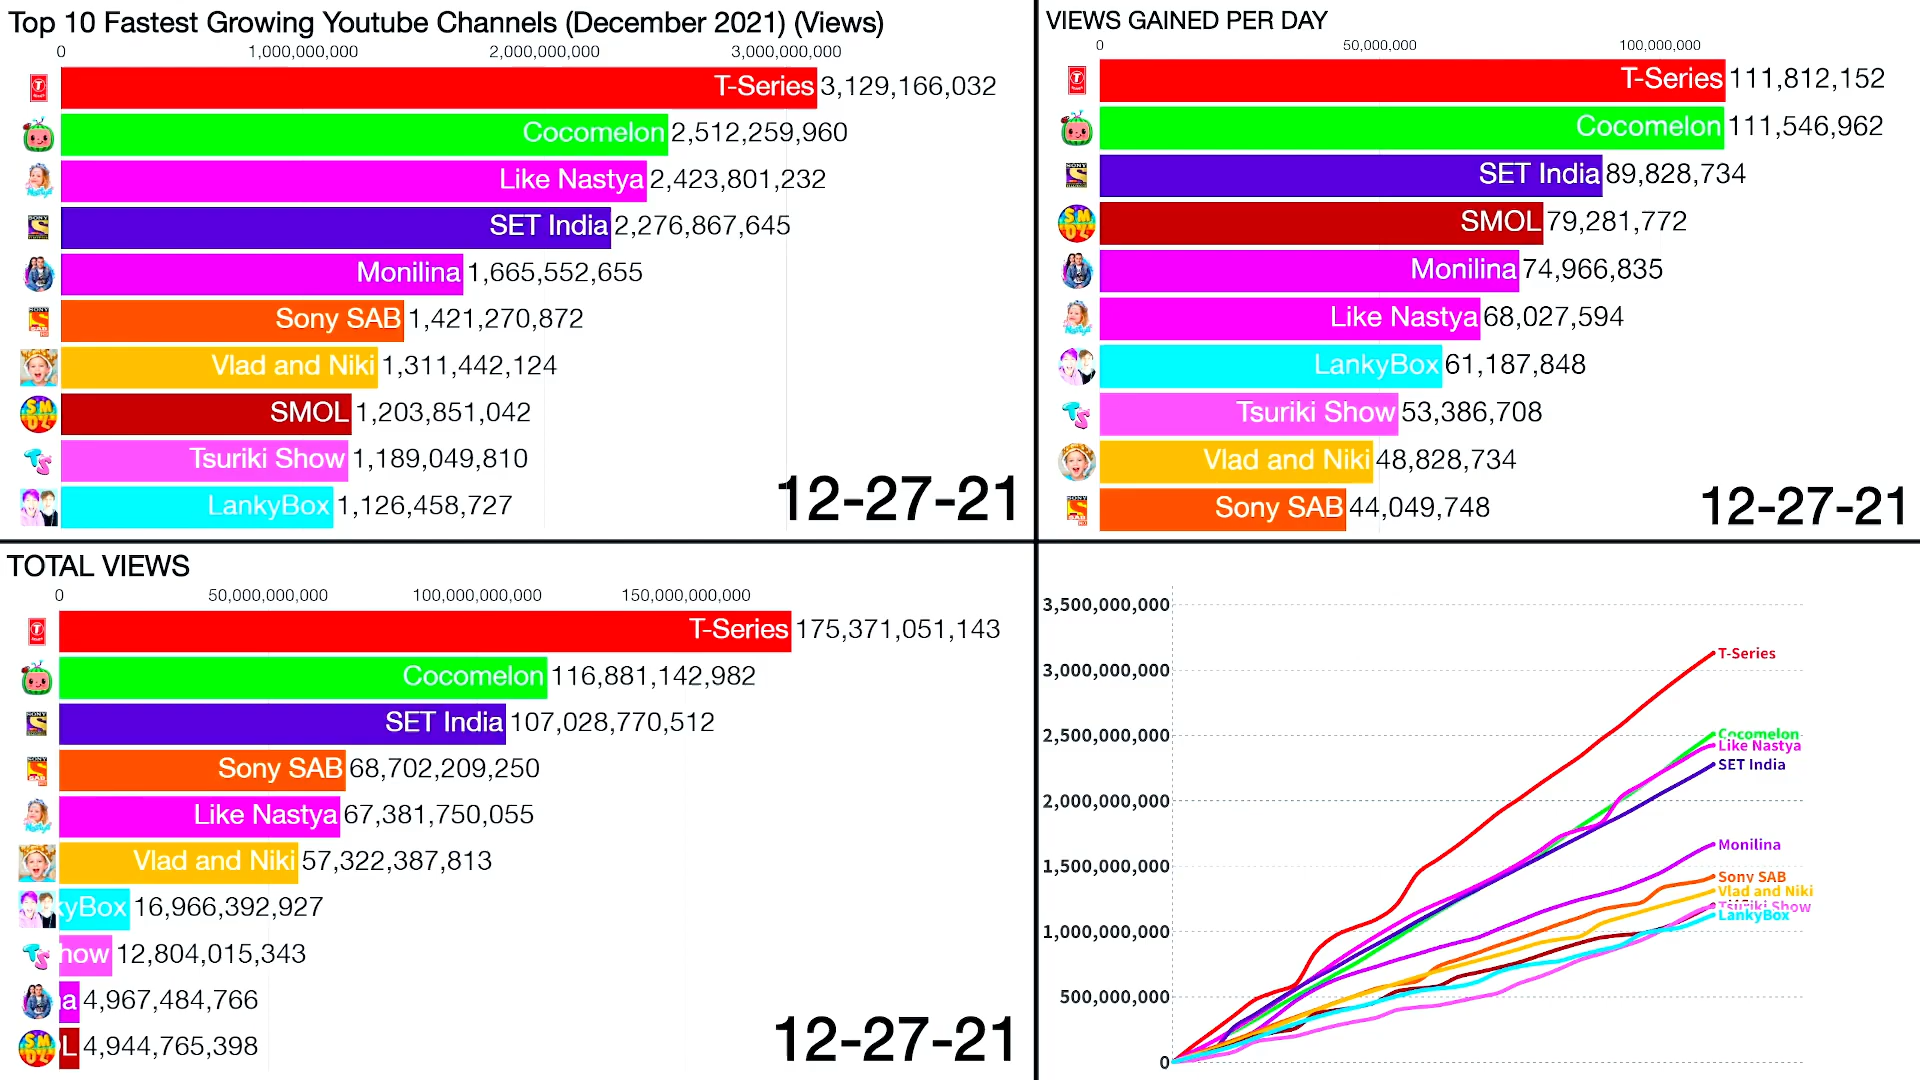 Top 10 Fastest Growing Youtube Channels (December 2021) (Views)
0 1,000,000,000 2,000,000,000 3,000,000,000
T-Series 3,129,166,032
Cocomelon 2,512,259,960
Like Nastya 2,423,801,232
SET India 2,276,867,645
Monilina 1,665,552,655
Sony SAB 1,421,270,872
Vlad and Niki 1,311,442,124
SMOL 1,203,851,042
Tsuriki Show 1,189,049,810
LankyBox 1,126,458,727
12-27-21
VIEWS GAINED PER DAY
0 50,000,000 100,000,000
T-Series 111,812,152
Cocomelon 111,546,962
SET India 89,828,734
SMOL 79,281,772
Monilina 74,966,835
Like Nastya 68,027,594
LankyBox 61,187,848
Tsuriki Show 53,386,708
Vlad and Niki 48,828,734
Sony SAB 44,049,748
12-27-21
TOTAL VIEWS
0 50,000,000,000 100,000,000,000 150,000,000,000
T-Series 175,371,051,143
Cocomelon 116,881,142,982
SET India 107,028,770,512
Sony SAB 68,702,209,250
Like Nastya 67,381,750,055
Vlad and Niki 57,322,387,813
kyBox 16,966,392,927
how 12,804,015,343
a 4,967,484,766
L 4,944,765,398
12-27-21
3,500,000,000
3,000,000,000
2,500,000,000
2,000,000,000
1,500,000,000
1,000,000,000
500,000,000
0
T-Series
Cocomelon
Like Nastya
SET India
Monilina
Sony SAB
Vlad and Niki
Tsuriki Show
LankyBox